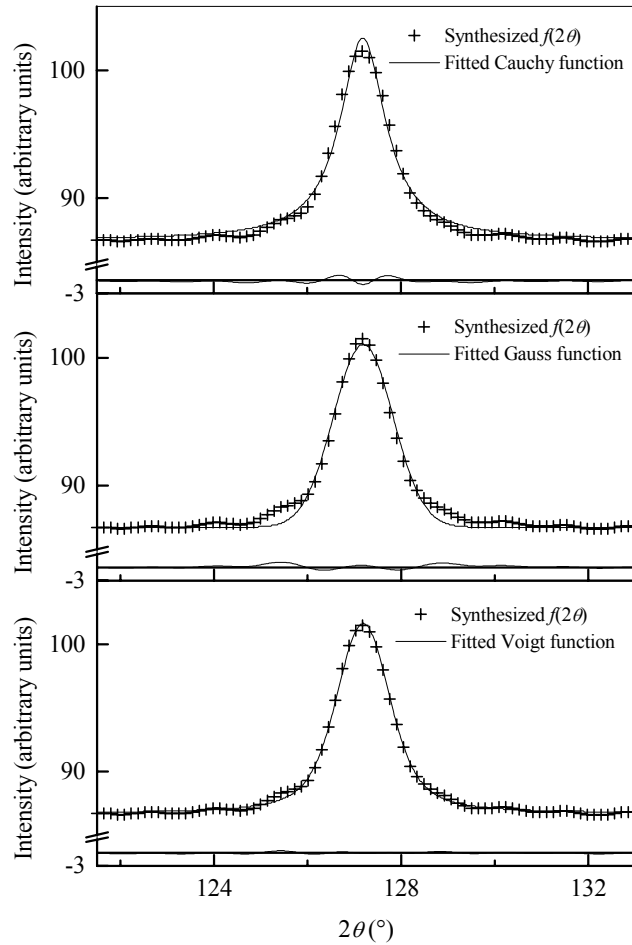 Synthesized f(2θ)
Fitted Cauchy function
100
90
-3
Intensity (arbitrary units)
Synthesized f(2θ)
Fitted Gauss function
100
90
-3
Intensity (arbitrary units)
Synthesized f(2θ)
Fitted Voigt function
100
90
-3
Intensity (arbitrary units)
124
128
132
2θ (°)